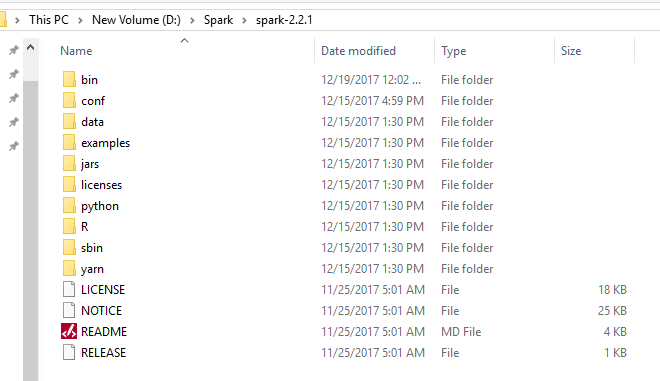 This PC > New Volume (D:) > Spark > spark-2.2.1
Name Date modified Type Size
bin 12/19/2017 12:02 ... File folder
conf 12/15/2017 4:59 PM File folder
data 12/15/2017 1:30 PM File folder
examples 12/15/2017 1:30 PM File folder
jars 12/15/2017 1:30 PM File folder
licenses 12/15/2017 1:30 PM File folder
python 12/15/2017 1:30 PM File folder
R 12/15/2017 1:30 PM File folder
sbin 12/15/2017 1:30 PM File folder
yarn 12/15/2017 1:30 PM File folder
LICENSE 11/25/2017 5:01 AM File 18 KB
NOTICE 11/25/2017 5:01 AM File 25 KB
README 11/25/2017 5:01 AM MD File 4 KB
RELEASE 11/25/2017 5:01 AM File 1 KB